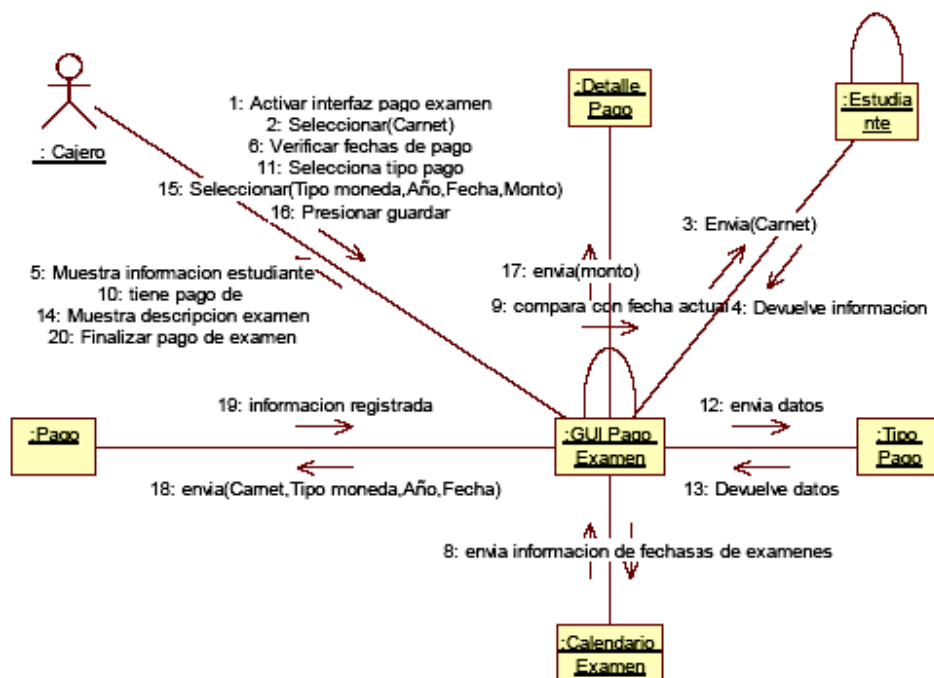 : Cajero
1: Activar interfaz pago examen
2: Seleccionar(Carnet)
6: Verificar fechas de pago
11: Selecciona tipo pago
15: Seleccionar(Tipo moneda,Año,Fecha,Monto)
16: Presionar guardar
:Detalle
Pago
:Estudia
nte
3: Envia(Carnet)
5: Muestra informacion estudiante
10: tiene pago de
14: Muestra descripcion examen
20: Finalizar pago de examen
17: envia(monto)
9: compara con fecha actual
4: Devuelve informacion
19: informacion registrada
12: envia datos
:Pago
:GUI Pago
Examen
:Tipo
Pago
18: envia(Carnet,Tipo moneda,Año,Fecha)
13: Devuelve datos
8: envia informacion de fechasas de examenes
:Calendario
Examen